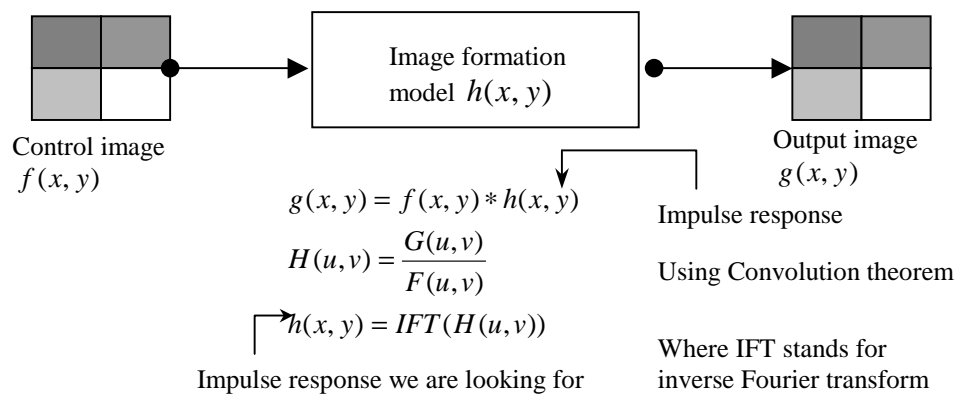 Image formation
model h(x, y)
Control image
f(x, y)
Output image
g(x, y)
g(x, y) = f(x, y) * h(x, y)
Impulse response
H(u, v) = G(u, v) / F(u, v)
Using Convolution theorem
h(x, y) = IFT(H(u, v))
Where IFT stands for
inverse Fourier transform
Impulse response we are looking for